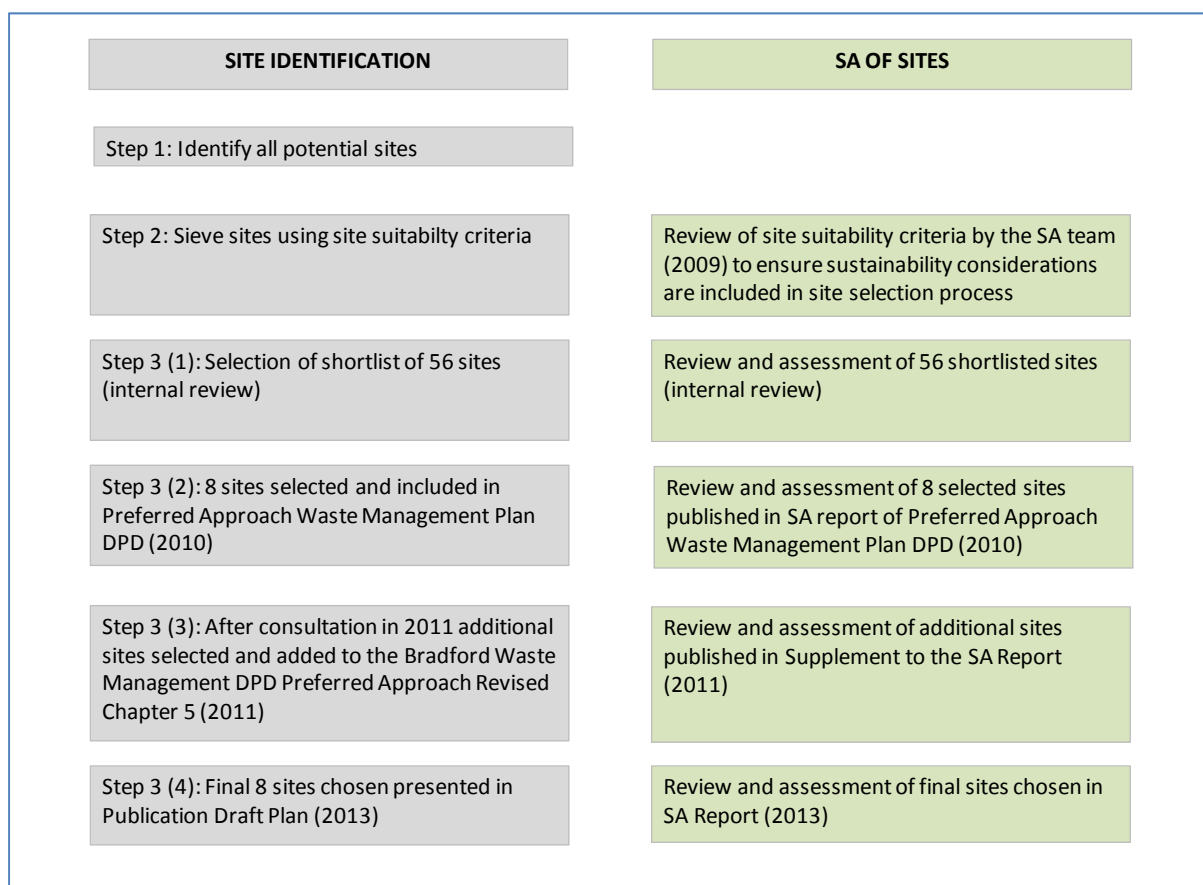 SITE IDENTIFICATION
SA OF SITES
Step 1: Identify all potential sites
Step 2: Sieve sites using site suitabilty criteria
Review of site suitability criteria by the SA team
(2009) to ensure sustainability considerations
are included in site selection process
Step 3 (1): Selection of shortlist of 56 sites
(internal review)
Review and assessment of 56 shortlisted sites
(internal review)
Step 3 (2): 8 sites selected and included in
Preferred Approach Waste Management Plan
DPD (2010)
Review and assessment of 8 selected sites
published in SA report of Preferred Approach
Waste Management Plan DPD (2010)
Step 3 (3): After consultation in 2011 additional
sites selected and added to the Bradford Waste
Management DPD Preferred Approach Revised
Chapter 5 (2011)
Review and assessment of additional sites
published in Supplement to the SA Report
(2011)
Step 3 (4): Final 8 sites chosen presented in
Publication Draft Plan (2013)
Review and assessment of final sites chosen in
SA Report (2013)